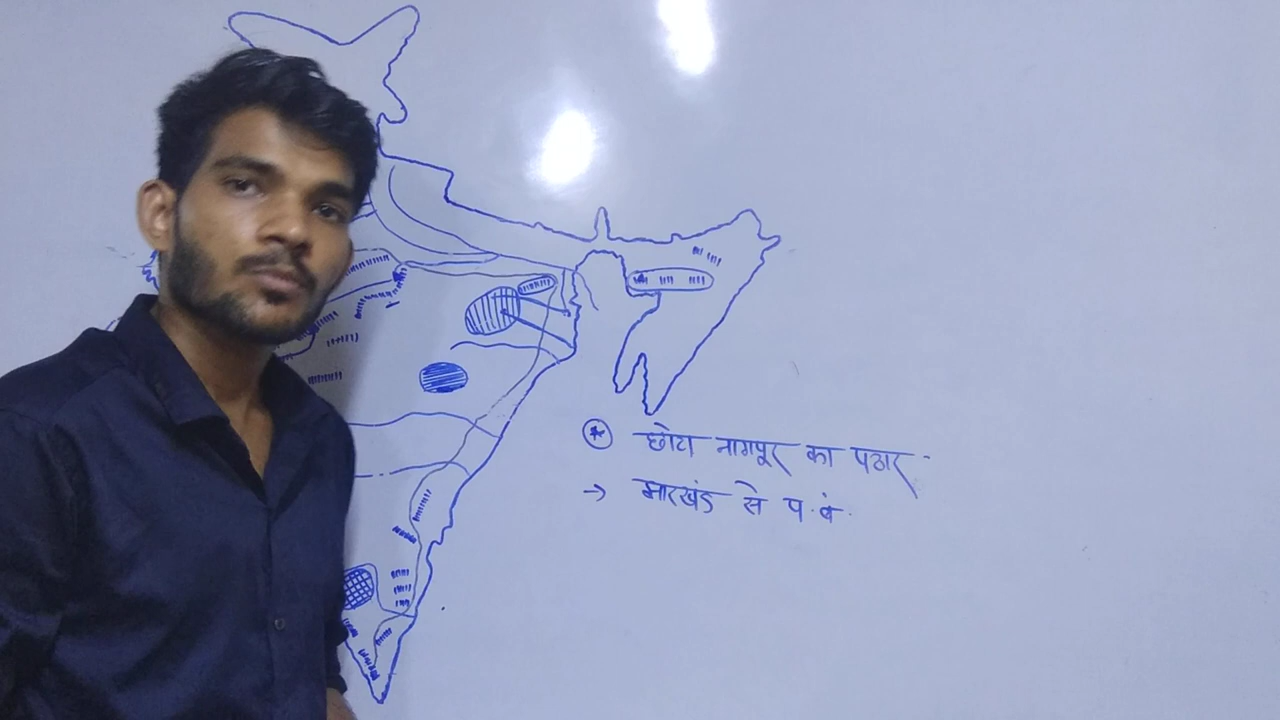 * छोटा नागपुर का पठार
→ झारखंड से प.बं.